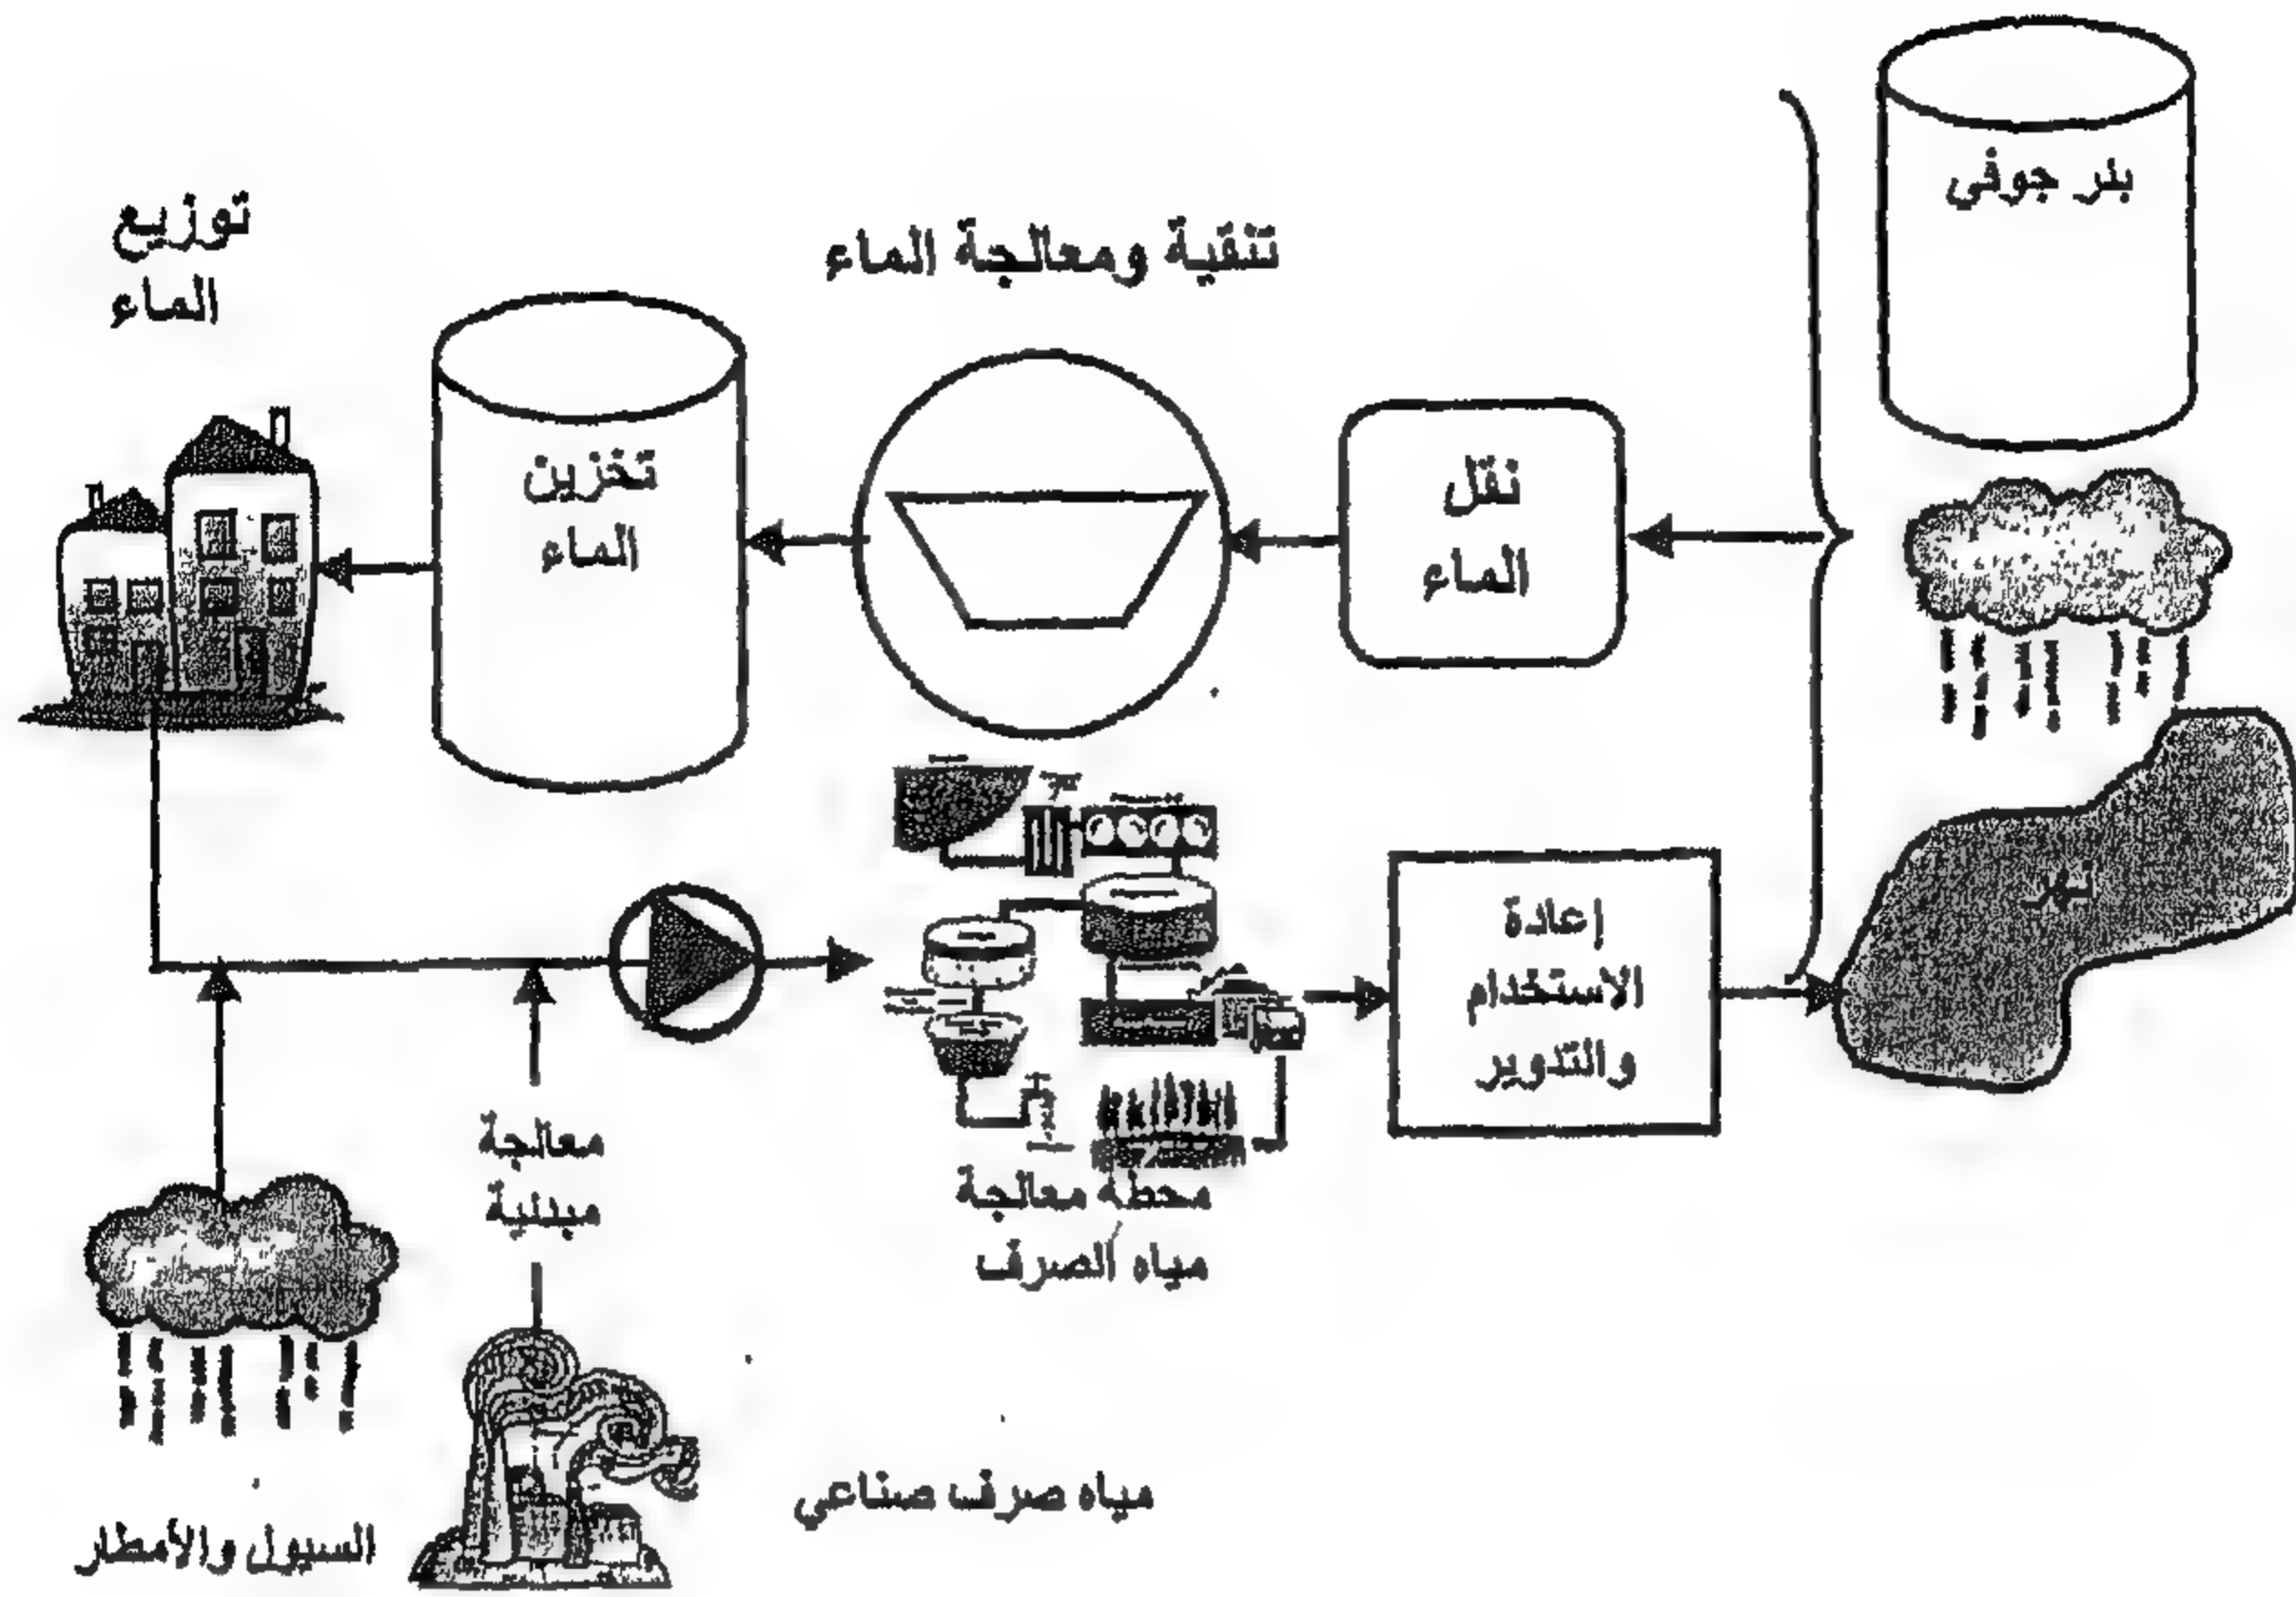 بئر جوفي
توزيع
الماء
تنقية ومعالجة الماء
نقل
الماء
تخزين
الماء
نهر
إعادة
الاستخدام
والتدوير
معالجة
مبدئية
محطة معالجة
مياه الصرف
مياه صرف صناعي
السيول والأمطار